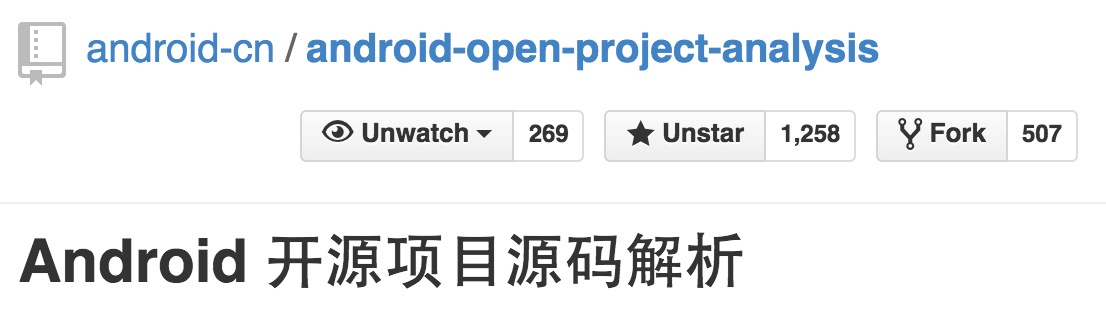 android-cn / android-open-project-analysis
Unwatch 269 Unstar 1,258 Fork 507
Android 开源项目源码解析